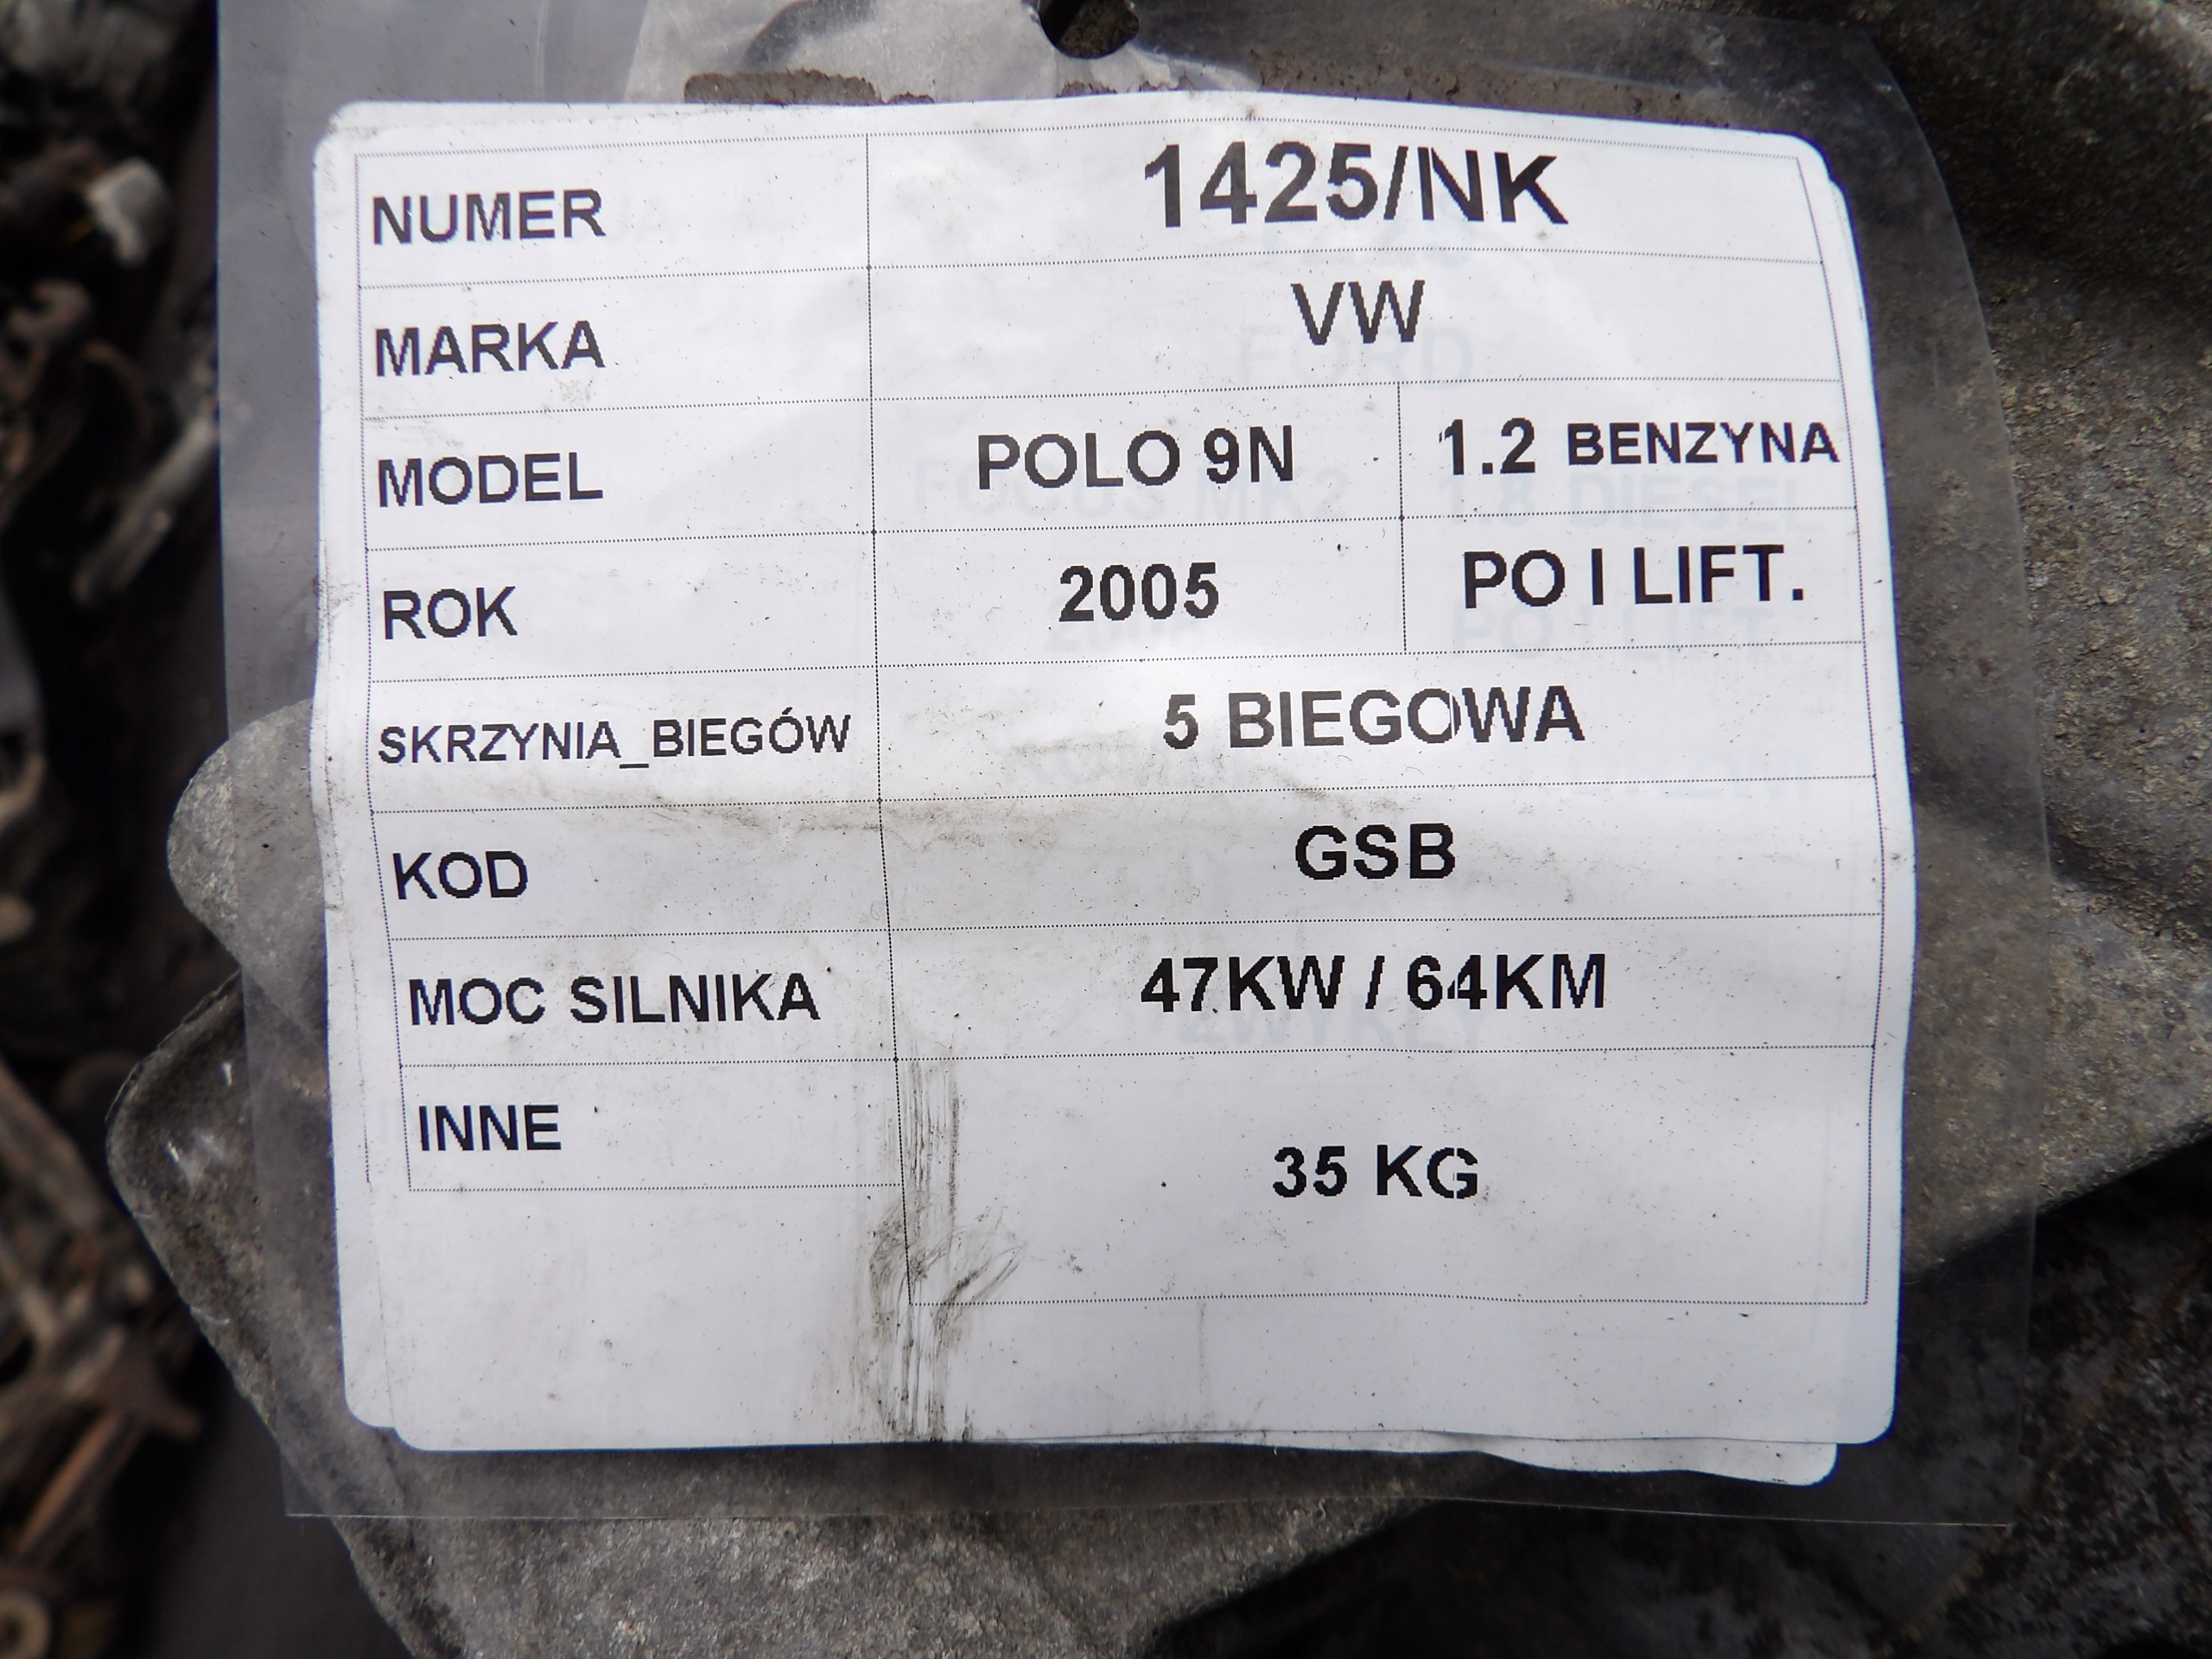 NUMER 1425/NK
MARKA VW
MODEL POLO 9N 1.2 BENZYNA
ROK 2005 PO I LIFT.
SKRZYNIA_BIEGÓW 5 BIEGOWA
KOD GSB
MOC SILNIKA 47KW / 64KM
INNE 35 KG